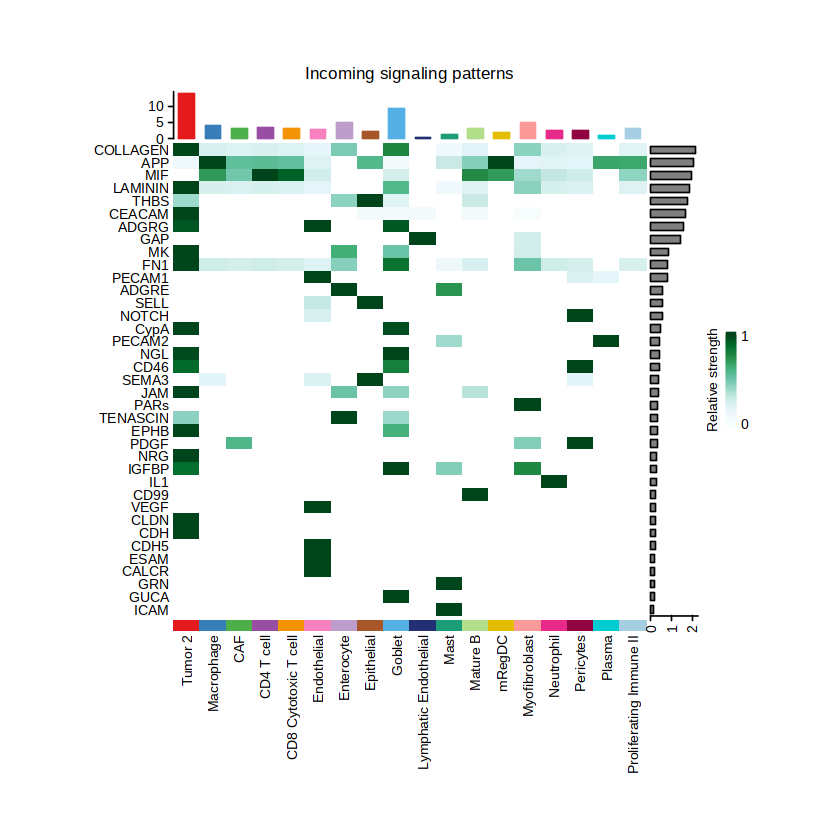 Incoming signaling patterns
10
5
0
COLLAGEN
APP
MIF
LAMININ
THBS
CEACAM
ADGRG
GAP
MK
FN1
PECAM1
ADGRE
SELL
NOTCH
CypA
PECAM2
NGL
CD46
SEMA3
JAM
PARs
TENASCIN
EPHB
PDGF
NRG
IGFBP
IL1
CD99
VEGF
CLDN
CDH
CDH5
ESAM
CALCR
GRN
GUCA
ICAM
Tumor 2
Macrophage
CAF
CD4 T cell
CD8 Cytotoxic T cell
Endothelial
Enterocyte
Epithelial
Goblet
Lymphatic Endothelial
Mast
Mature B
mRegDC
Myofibroblast
Neutrophil
Pericytes
Plasma
Proliferating Immune II
0
1
2
Relative strength
1
0